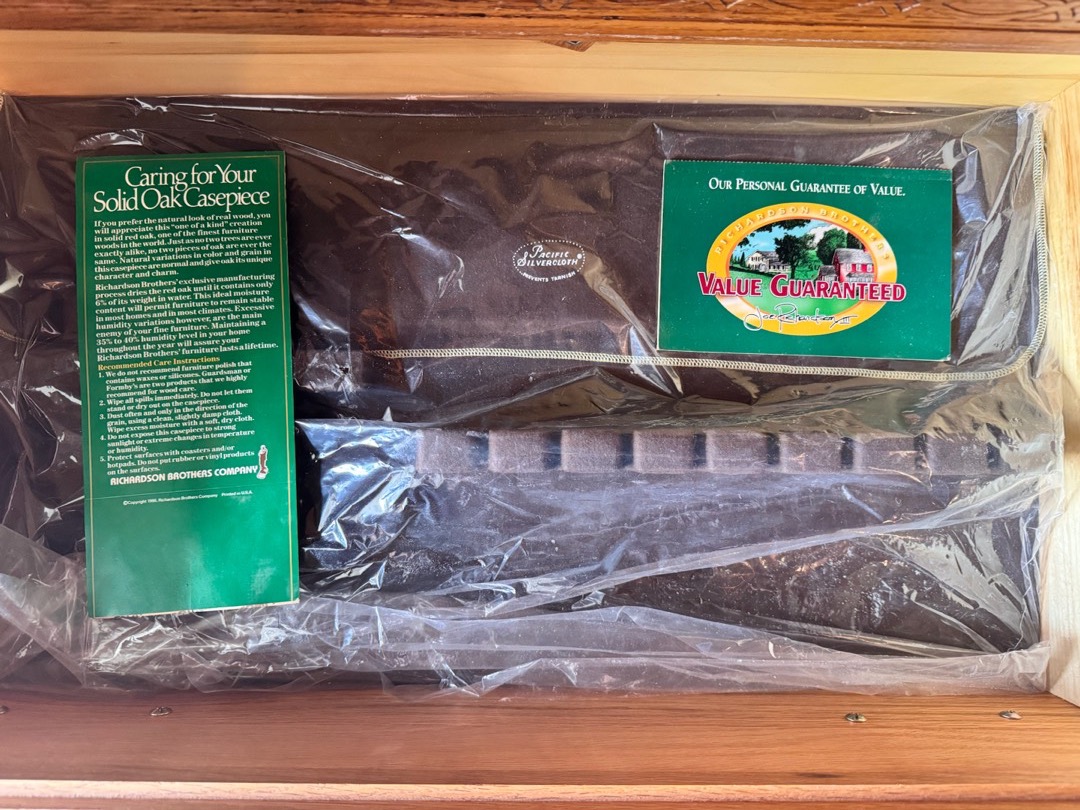 Caring for Your
Solid Oak Casepiece
If you prefer the natural look of real wood, you
will appreciate this "one of a kind" creation
in solid red oak, one of the finest furniture
woods in the world. Just as no two trees are ever
exactly alike, no two pieces of oak are ever the
same. Natural variations in color and grain in
this casepiece are normal and give oak its unique
character and charm.
Richardson Brothers' exclusive manufacturing
process dries the red oak until it contains only
6% of its weight in water. This ideal moisture
content will permit furniture to remain stable
in most homes and in most climates. Excessive
humidity variations however, are the main
enemy of your fine furniture. Maintaining a
35% to 40% humidity level in your home
throughout the year will assure your
Richardson Brothers' furniture lasts a lifetime.
Recommended Care Instructions
1. We do not recommend furniture polish that
contains waxes or silicones. Guardsman or
Formby's are two products that we highly
recommend for wood care.
2. Wipe all spills immediately. Do not let them
stand or dry out on the casepiece.
3. Dust often and only in the direction of the
grain, using a clean, slightly damp cloth.
Wipe excess moisture with a soft, dry cloth.
4. Do not expose this casepiece to strong
sunlight or extreme changes in temperature
or humidity.
5. Protect surfaces with coasters and/or
hotpads. Do not put rubber or vinyl products
on the surfaces.
RICHARDSON BROTHERS COMPANY
Richardson Brothers Company Printed in U.S.A.
PACIFIC
SILVERCLOTH
PREVENTS TARNISH
OUR PERSONAL GUARANTEE OF VALUE.
RICHARDSON BROTHERS
VALUE GUARANTEED
Joe Richardson III